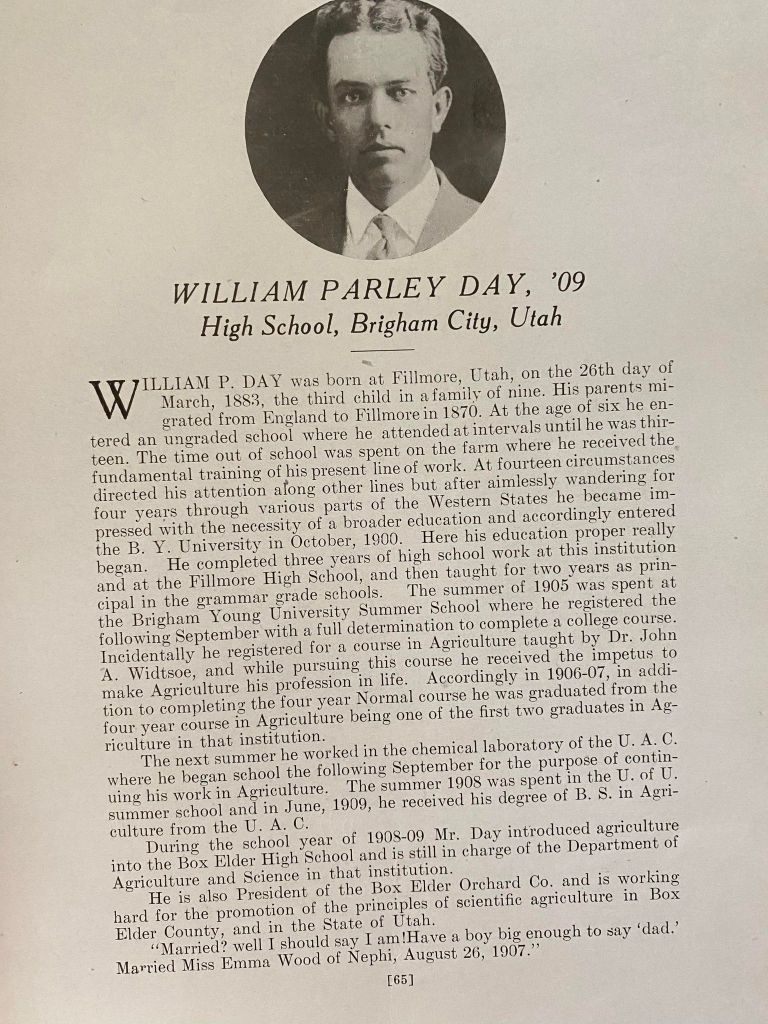 WILLIAM PARLEY DAY, ’09
High School, Brigham City, Utah
WILLIAM P. DAY was born at Fillmore, Utah, on the 26th day of
March, 1883, the third child in a family of nine. His parents mi-
grated from England to Fillmore in 1870. At the age of six he en-
tered an ungraded school where he attended at intervals until he was thir-
teen. The time out of school was spent on the farm where he received the
fundamental training of his present line of work. At fourteen circumstances
directed his attention along other lines but after aimlessly wandering for
four years through various parts of the Western States he became im-
pressed with the necessity of a broader education and accordingly entered
the B. Y. University in October, 1900. Here his education proper really
began. He completed three years of high school work at this institution
and at the Fillmore High School, and then taught for two years as prin-
cipal in the grammar grade schools. The summer of 1905 was spent at
the Brigham Young University Summer School where he registered the
following September with a full determination to complete a college course.
Incidentally he registered for a course in Agriculture taught by Dr. John
A. Widtsoe, and while pursuing this course he received the impetus to
make Agriculture his profession in life. Accordingly in 1906-07, in addi-
tion to completing the four year Normal course he was graduated from the
four year course in Agriculture being one of the first two graduates in Ag-
riculture in that institution.
The next summer he worked in the chemical laboratory of the U. A. C.
where he began school the following September for the purpose of contin-
uing his work in Agriculture. The summer 1908 was spent in the U. of U.
summer school and in June, 1909, he received his degree of B. S. in Agri-
culture from the U. A. C.
During the school year of 1908-09 Mr. Day introduced agriculture
into the Box Elder High School and is still in charge of the Department of
Agriculture and Science in that institution.
He is also President of the Box Elder Orchard Co. and is working
hard for the promotion of the principles of scientific agriculture in Box
Elder County, and in the State of Utah.
“Married? well I should say I am!Have a boy big enough to say ‘dad.’
Married Miss Emma Wood of Nephi, August 26, 1907.”
[65]